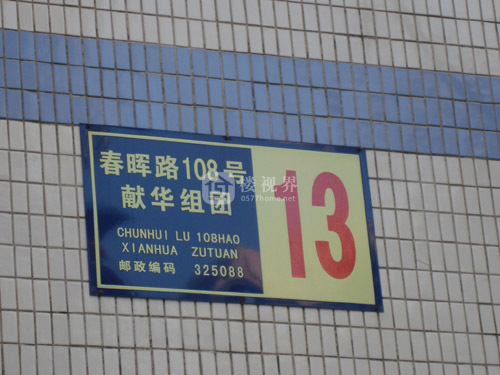 春晖路108号
献华组团
CHUNHUI LU 108HAO
XIANHUA ZUTUAN
邮政编码 325088
13
楼视界
0577home.net